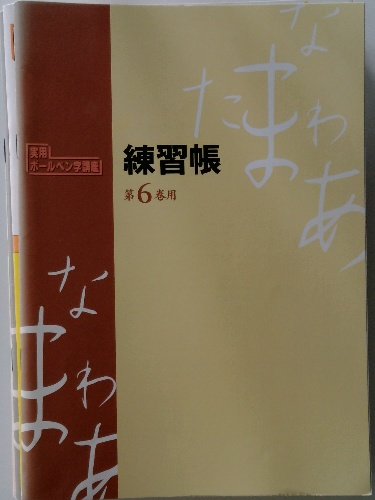 実用
ボールペン字講座
練習帳
第6巻用
な
た ま わ
あ
な
ま わ
あ